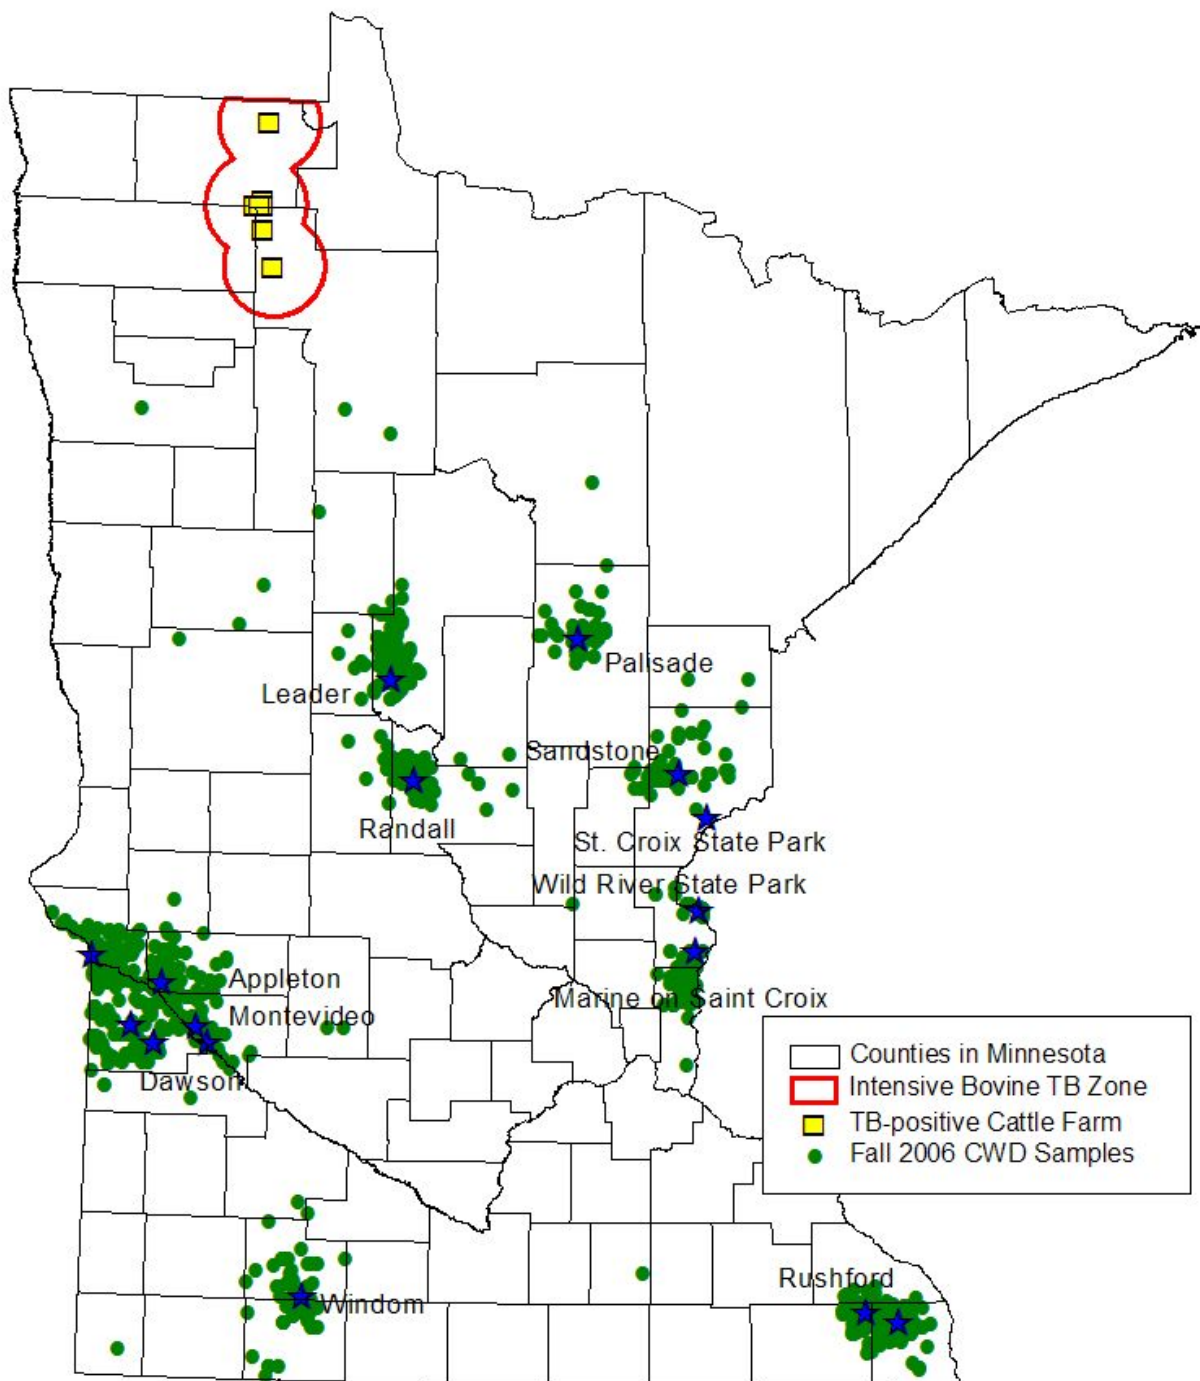 Palisade
Leader
Sandstone
Randall
St. Croix State Park
Wild River State Park
Appleton
Marine on Saint Croix
Montevideo
Dawson
Counties in Minnesota
Intensive Bovine TB Zone
TB-positive Cattle Farm
Fall 2006 CWD Samples
Rushford
Windom